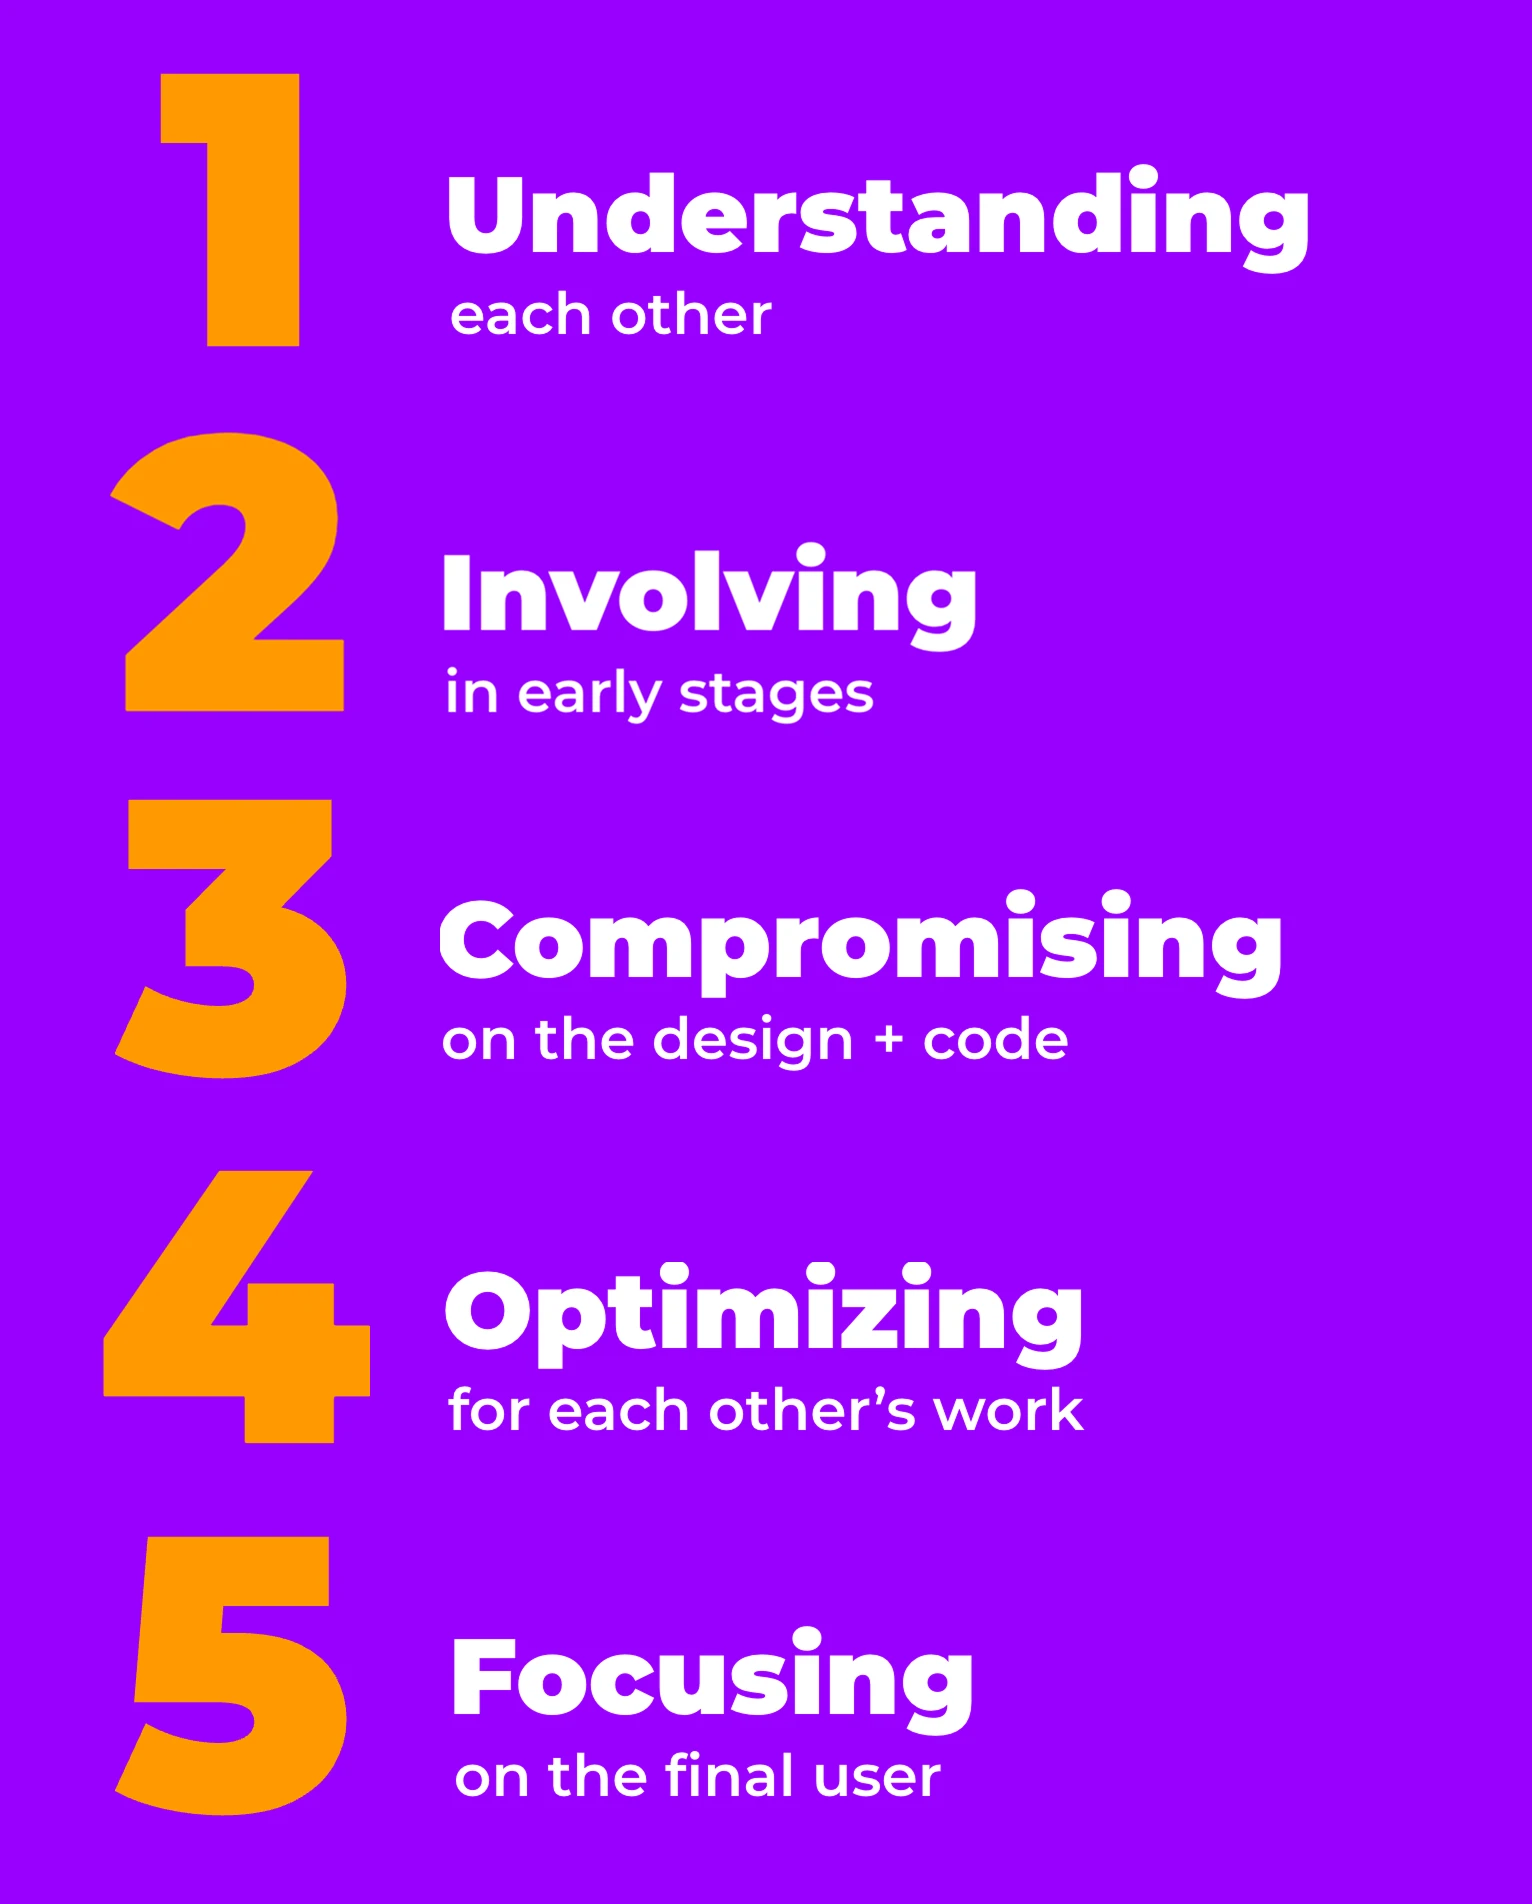 1
Understanding
each other
2
Involving
in early stages
3
Compromising
on the design + code
4
Optimizing
for each other’s work
5
Focusing
on the final user